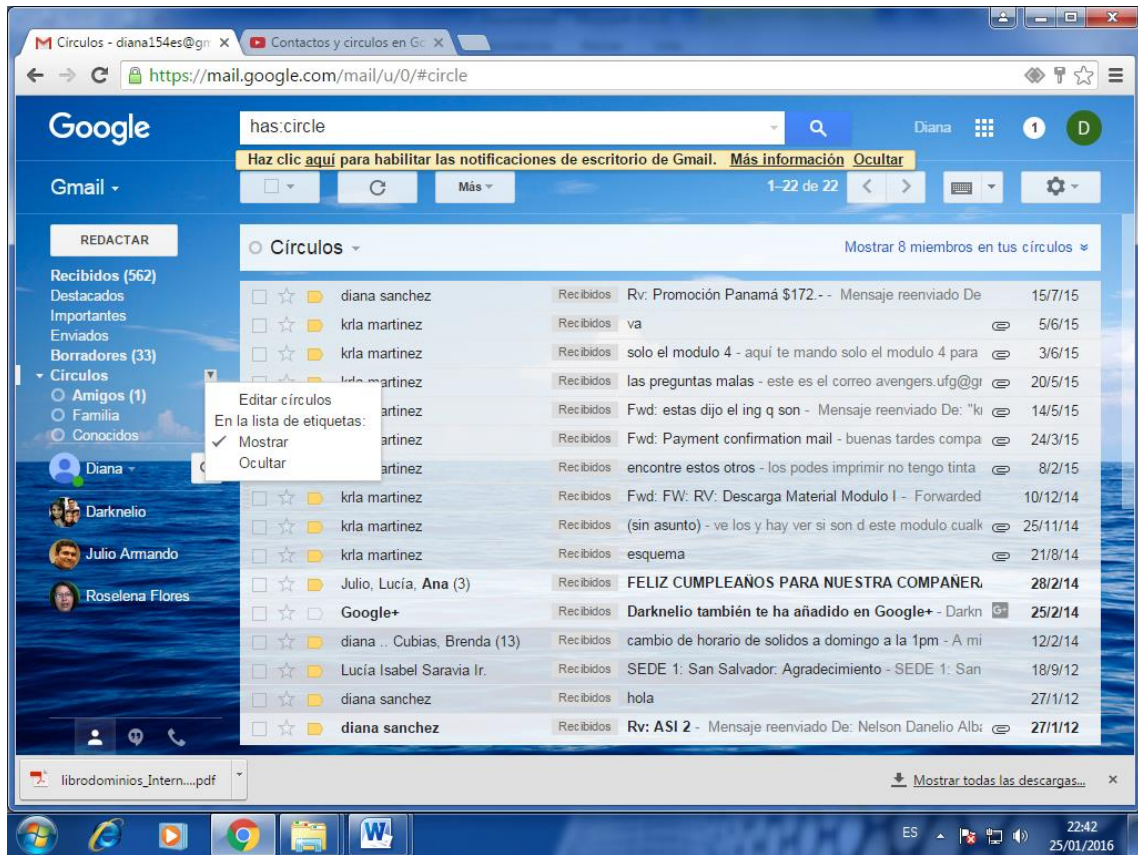 Círculos - diana154es@gm
Contactos y circulos en Go
https://mail.google.com/mail/u/0/#circle
Google
has:circle
Diana
1
D
Haz clic aquí para habilitar las notificaciones de escritorio de Gmail. Más información Ocultar
Gmail
Más
1–22 de 22
REDACTAR
Recibidos (562)
Destacados
Importantes
Enviados
Borradores (33)
Círculos
Amigos (1)
Familia
Conocidos
Editar círculos
En la lista de etiquetas:
Mostrar
Ocultar
Diana
Darknelio
Julio Armando
Roselena Flores
Círculos
Mostrar 8 miembros en tus círculos
diana sanchez Recibidos Rv: Promoción Panamá $172.- - Mensaje reenviado De 15/7/15
krla martinez Recibidos va 5/6/15
krla martinez Recibidos solo el modulo 4 - aquí te mando solo el modulo 4 para 3/6/15
krla martinez Recibidos las preguntas malas - este es el correo avengers.ufg@gr 20/5/15
artinez Recibidos Fwd: estas dijo el ing q son - Mensaje reenviado De: "kr 14/5/15
artinez Recibidos Fwd: Payment confirmation mail - buenas tardes compa 24/3/15
artinez Recibidos encontre estos otros - los podes imprimir no tengo tinta 8/2/15
krla martinez Recibidos Fwd: FW: RV: Descarga Material Modulo I - Forwarded 10/12/14
krla martinez Recibidos (sin asunto) - ve los y hay ver si son d este modulo cualk 25/11/14
krla martinez Recibidos esquema 21/8/14
Julio, Lucía, Ana (3) Recibidos FELIZ CUMPLEAÑOS PARA NUESTRA COMPAÑER 28/2/14
Google+ Recibidos Darknelio también te ha añadido en Google+ - Darkn G+ 25/2/14
diana .. Cubias, Brenda (13) Recibidos cambio de horario de solidos a domingo a la 1pm - A mi 12/2/14
Lucía Isabel Saravia Ir. Recibidos SEDE 1: San Salvador: Agradecimiento - SEDE 1: San 18/9/12
diana sanchez Recibidos hola 27/1/12
diana sanchez Recibidos Rv: ASI 2 - Mensaje reenviado De: Nelson Danelio Alba 27/1/12
librodominios_Intern....pdf
Mostrar todas las descargas...
ES
22:42
25/01/2016